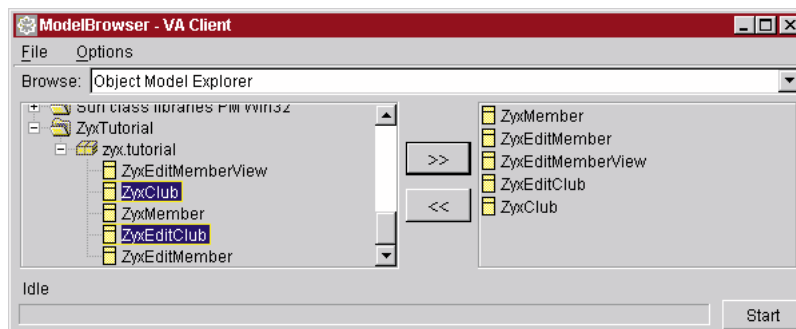 ModelBrowser - VA Client
File Options
Browse: Object Model Explorer
Sun class libraries PM Win32
ZyxTutorial
zyx.tutorial
ZyxEditMemberView
ZyxClub
ZyxMember
ZyxEditClub
ZyxEditMember
>>
<<
ZyxMember
ZyxEditMember
ZyxEditMemberView
ZyxEditClub
ZyxClub
Idle
Start